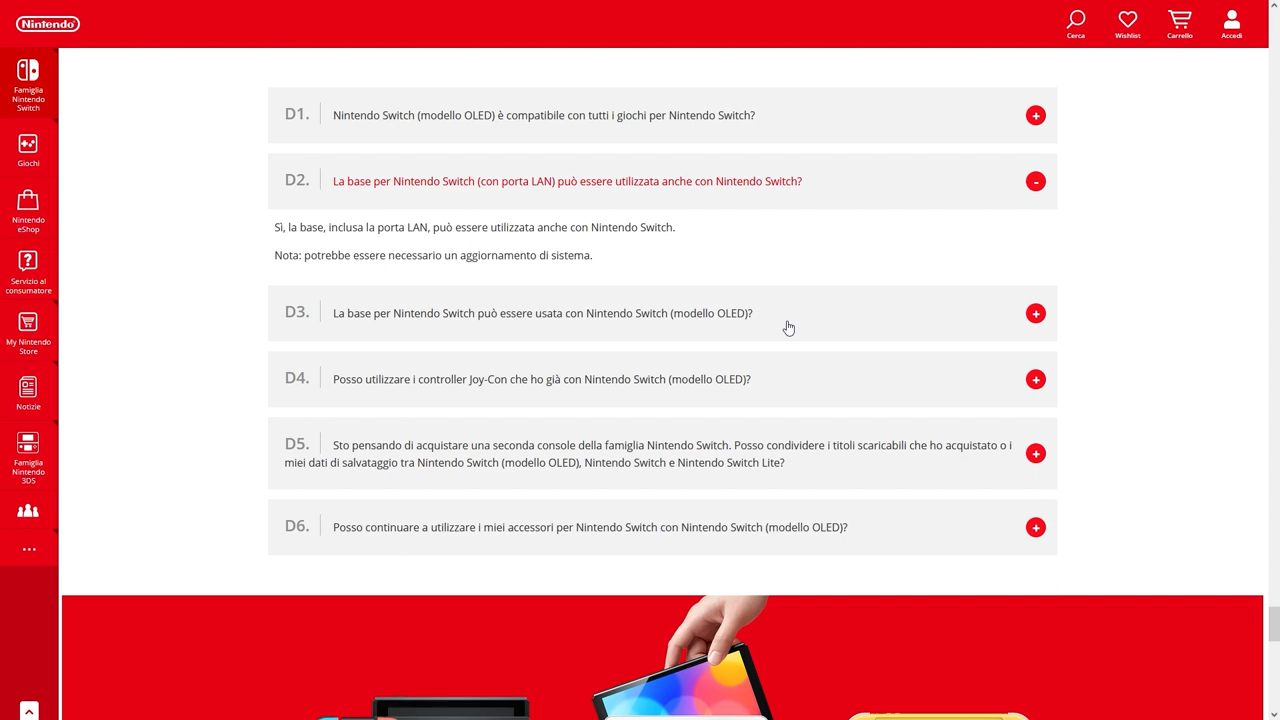 Nintendo
Cerca
Wishlist
Carrello
Accedi
Famiglia
Nintendo
Switch
Giochi
Nintendo
eShop
Servizio al
consumatore
My Nintendo
Store
Notizie
Famiglia
Nintendo
3DS
D1. Nintendo Switch (modello OLED) è compatibile con tutti i giochi per Nintendo Switch? +
D2. La base per Nintendo Switch (con porta LAN) può essere utilizzata anche con Nintendo Switch? -
Sì, la base, inclusa la porta LAN, può essere utilizzata anche con Nintendo Switch.
Nota: potrebbe essere necessario un aggiornamento di sistema.
D3. La base per Nintendo Switch può essere usata con Nintendo Switch (modello OLED)? +
D4. Posso utilizzare i controller Joy-Con che ho già con Nintendo Switch (modello OLED)? +
D5. Sto pensando di acquistare una seconda console della famiglia Nintendo Switch. Posso condividere i titoli scaricabili che ho acquistato o i
miei dati di salvataggio tra Nintendo Switch (modello OLED), Nintendo Switch e Nintendo Switch Lite? +
D6. Posso continuare a utilizzare i miei accessori per Nintendo Switch con Nintendo Switch (modello OLED)? +